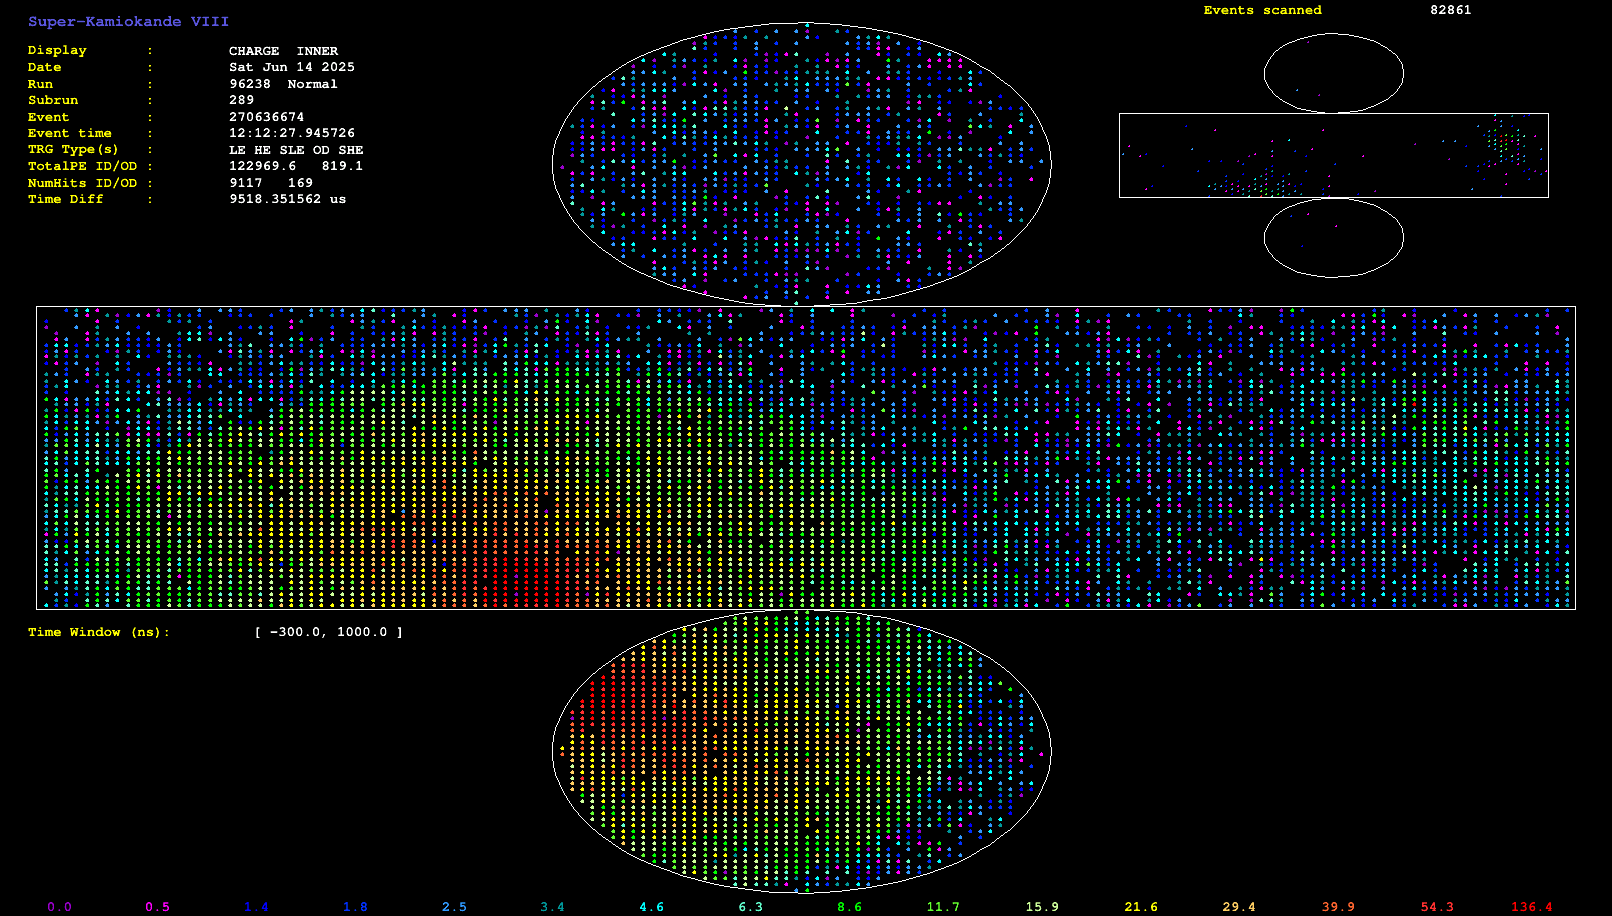 Super-Kamiokande VIII
Events scanned 82861
Display : CHARGE INNER
Date : Sat Jun 14 2025
Run : 96238 Normal
Subrun : 289
Event : 270636674
Event time : 12:12:27.945726
TRG Type(s) : LE HE SLE OD SHE
TotalPE ID/OD : 122969.6 819.1
NumHits ID/OD : 9117 169
Time Diff : 9518.351562 us
Time Window (ns): [ -300.0, 1000.0 ]
0.0 0.5 1.4 1.8 2.5 3.4 4.6 6.3 8.6 11.7 15.9 21.6 29.4 39.9 54.3 136.4